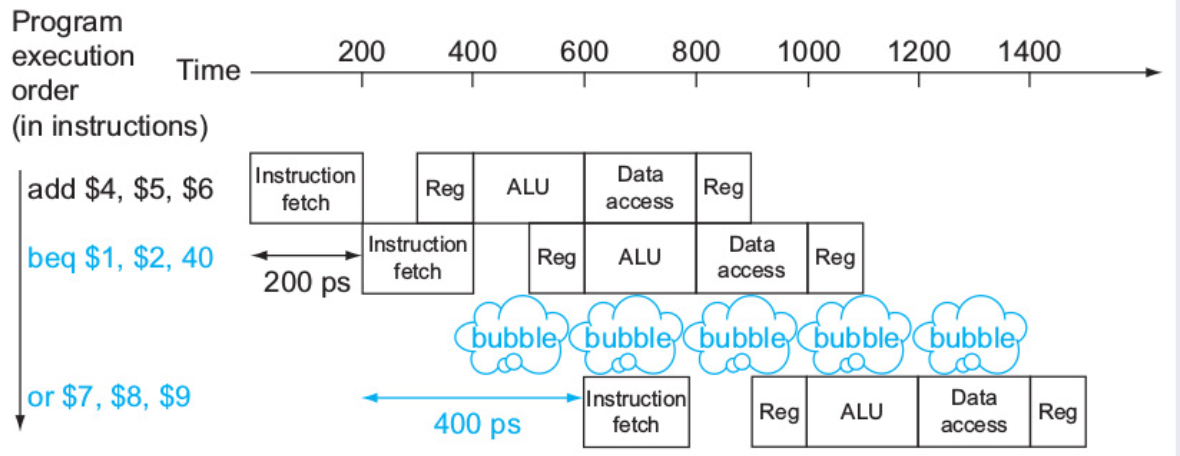 Program
execution
order
(in instructions)
Time
200 400 600 800 1000 1200 1400
add $4, $5, $6
Instruction
fetch
Reg
ALU
Data
access
Reg
beq $1, $2, 40
200 ps
Instruction
fetch
Reg
ALU
Data
access
Reg
bubble bubble bubble bubble bubble
or $7, $8, $9
400 ps
Instruction
fetch
Reg
ALU
Data
access
Reg